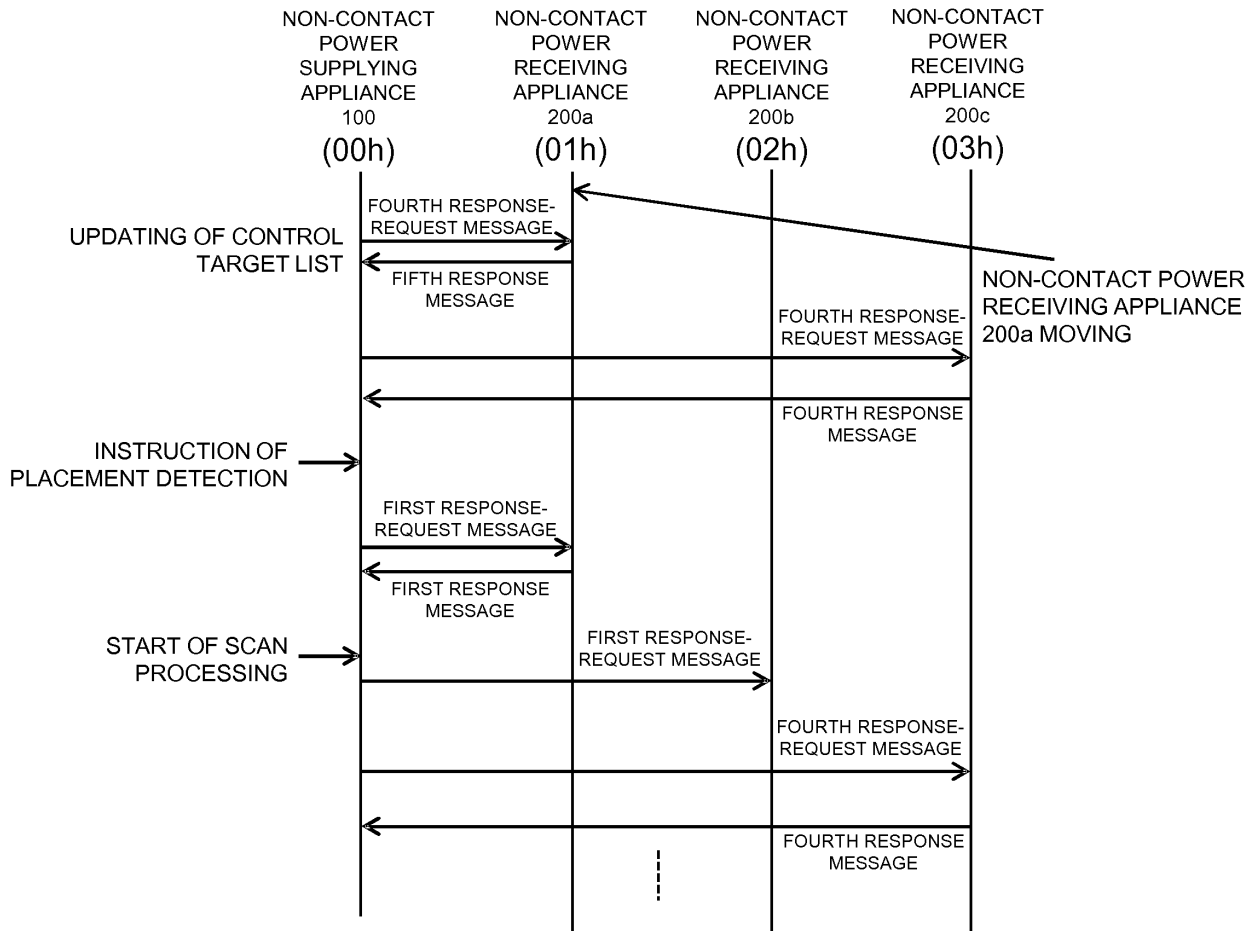 NON-CONTACT
POWER
SUPPLYING
APPLIANCE
100
(00h)
NON-CONTACT
POWER
RECEIVING
APPLIANCE
200a
(01h)
NON-CONTACT
POWER
RECEIVING
APPLIANCE
200b
(02h)
NON-CONTACT
POWER
RECEIVING
APPLIANCE
200c
(03h)
UPDATING OF CONTROL
TARGET LIST
FOURTH RESPONSE-
REQUEST MESSAGE
FIFTH RESPONSE
MESSAGE
NON-CONTACT POWER
RECEIVING APPLIANCE
200a MOVING
FOURTH RESPONSE-
REQUEST MESSAGE
FOURTH RESPONSE
MESSAGE
INSTRUCTION OF
PLACEMENT DETECTION
FIRST RESPONSE-
REQUEST MESSAGE
FIRST RESPONSE
MESSAGE
START OF SCAN
PROCESSING
FIRST RESPONSE-
REQUEST MESSAGE
FOURTH RESPONSE-
REQUEST MESSAGE
FOURTH RESPONSE
MESSAGE